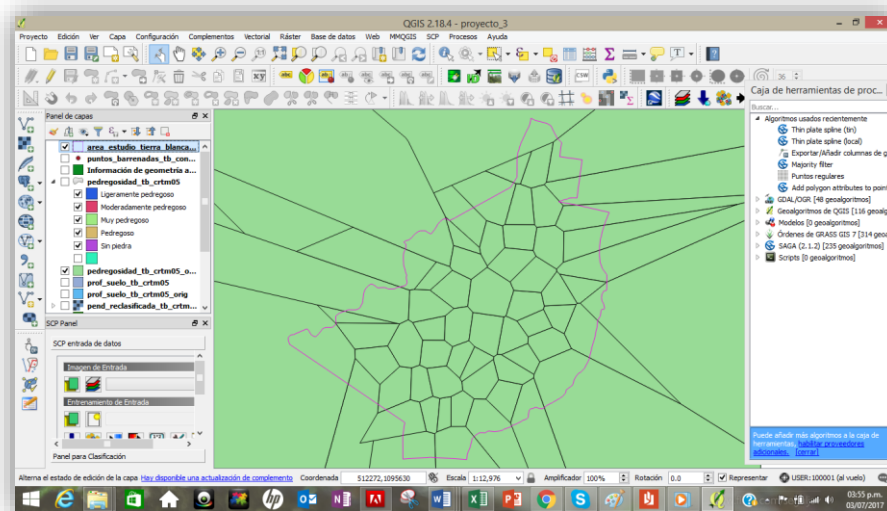 QGIS 2.18.4 - proyecto_3
Proyecto Edición Ver Capa Configuración Complementos Vectorial Ráster Base de datos Web MMQGIS SCP Procesos Ayuda
Panel de capas
area_estudio_tierra_blanca...
puntos_barrenadas_tb_con...
Información de geometría a...
pedregosidad_tb_crtm05
Ligeramente pedregoso
Moderadamente pedregoso
Muy pedregoso
Pedregoso
Sin piedra
pedregosidad_tb_crtm05_o...
prof_suelo_tb_crtm05
prof_suelo_tb_crtm05_orig
pend_reclasificada_tb_crtm...
SCP Panel
SCP entrada de datos
Imagen de Entrada
Entrenamiento de Entrada
Panel para Clasificación
Caja de herramientas de proc...
Buscar...
Algoritmos usados recientemente
Thin plate spline (tin)
Thin plate spline (local)
Exportar/Añadir columnas de g
Majority filter
Puntos regulares
Add polygon attributes to point
GDAL/OGR [48 geoalgoritmos]
Geoalgoritmos de QGIS [116 geoalg
Modelos [0 geoalgoritmos]
Órdenes de GRASS GIS 7 [314 geoa
SAGA (2.1.2) [235 geoalgoritmos]
Scripts [0 geoalgoritmos]
Puede añadir más algoritmos a la caja de
herramientas, habilitar proveedores
adicionales. [cerrar]
Alterna el estado de edición de la capa Hay disponible una actualización de complemento Coordenada 512272,1095630 Escala 1:12,976 Amplificador 100% Rotación 0.0 Representar USER:100001 (al vuelo)
03:55 p.m.
03/07/2017